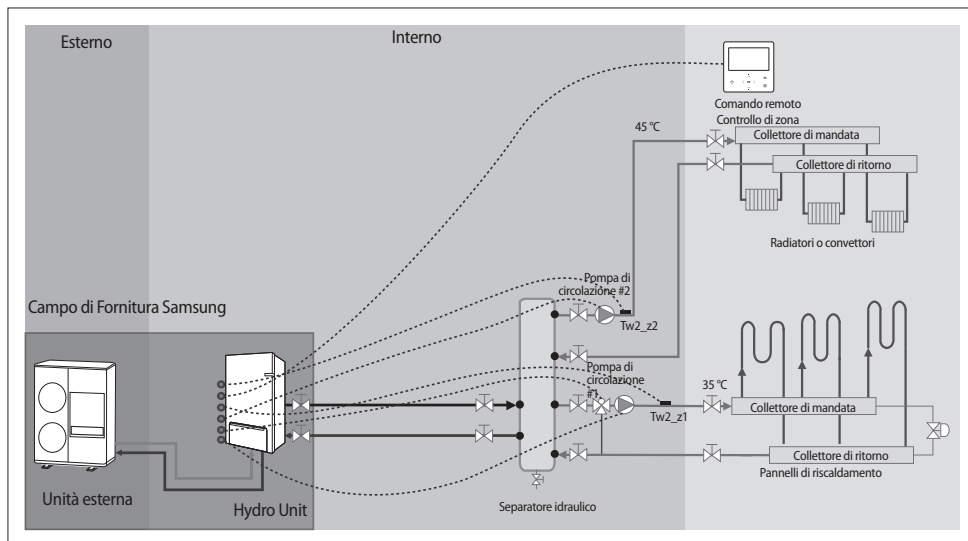 Esterno
Interno
Comando remoto
Controllo di zona
45 °C
Collettore di mandata
Collettore di ritorno
Radiatori o convettori
Pompa di
circolazione #2
Tw2_z2
Campo di Fornitura Samsung
Pompa di
circolazione
#1
35 °C
Tw2_z1
Collettore di mandata
Collettore di ritorno
Pannelli di riscaldamento
Unità esterna
Hydro Unit
Separatore idraulico